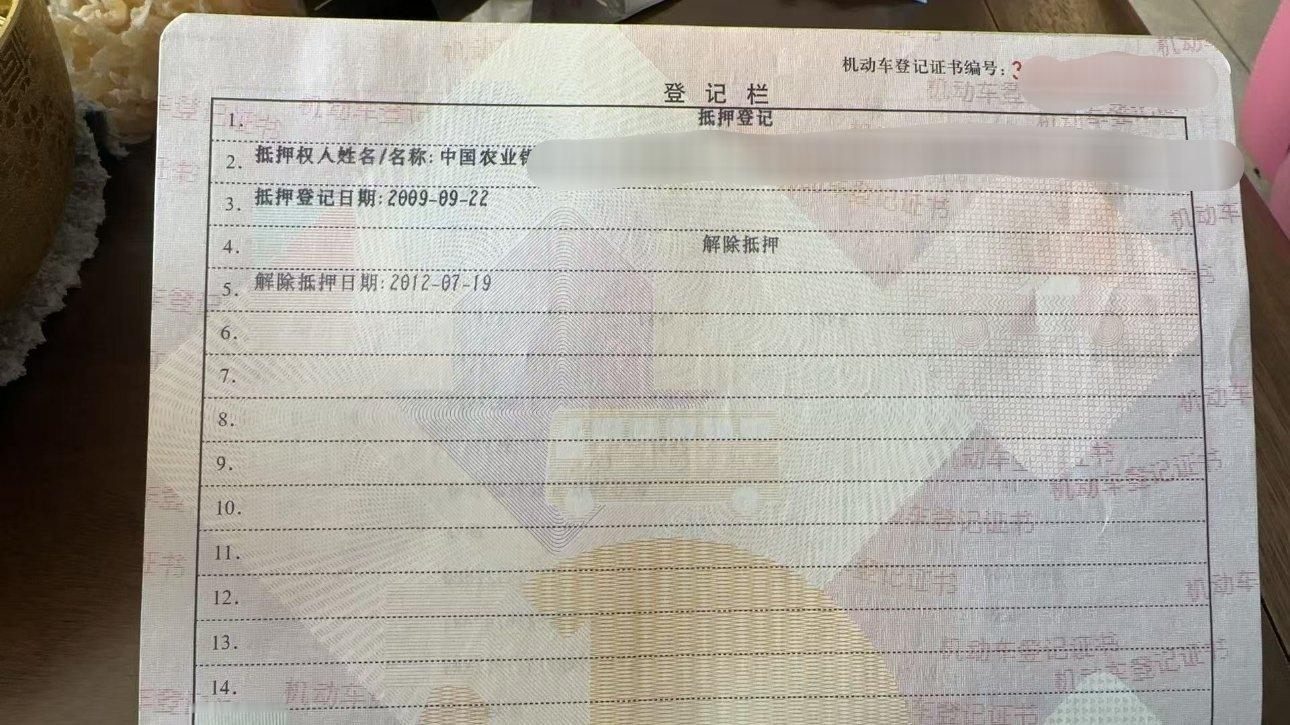 机动车登记证书编号:3
登 记 栏
1. 抵押登记
2. 抵押权人姓名/名称:中国农业银
3. 抵押登记日期:2009-09-22
4. 解除抵押
5. 解除抵押日期:2012-07-19
6.
7.
8.
9.
10.
11.
12.
13.
14.